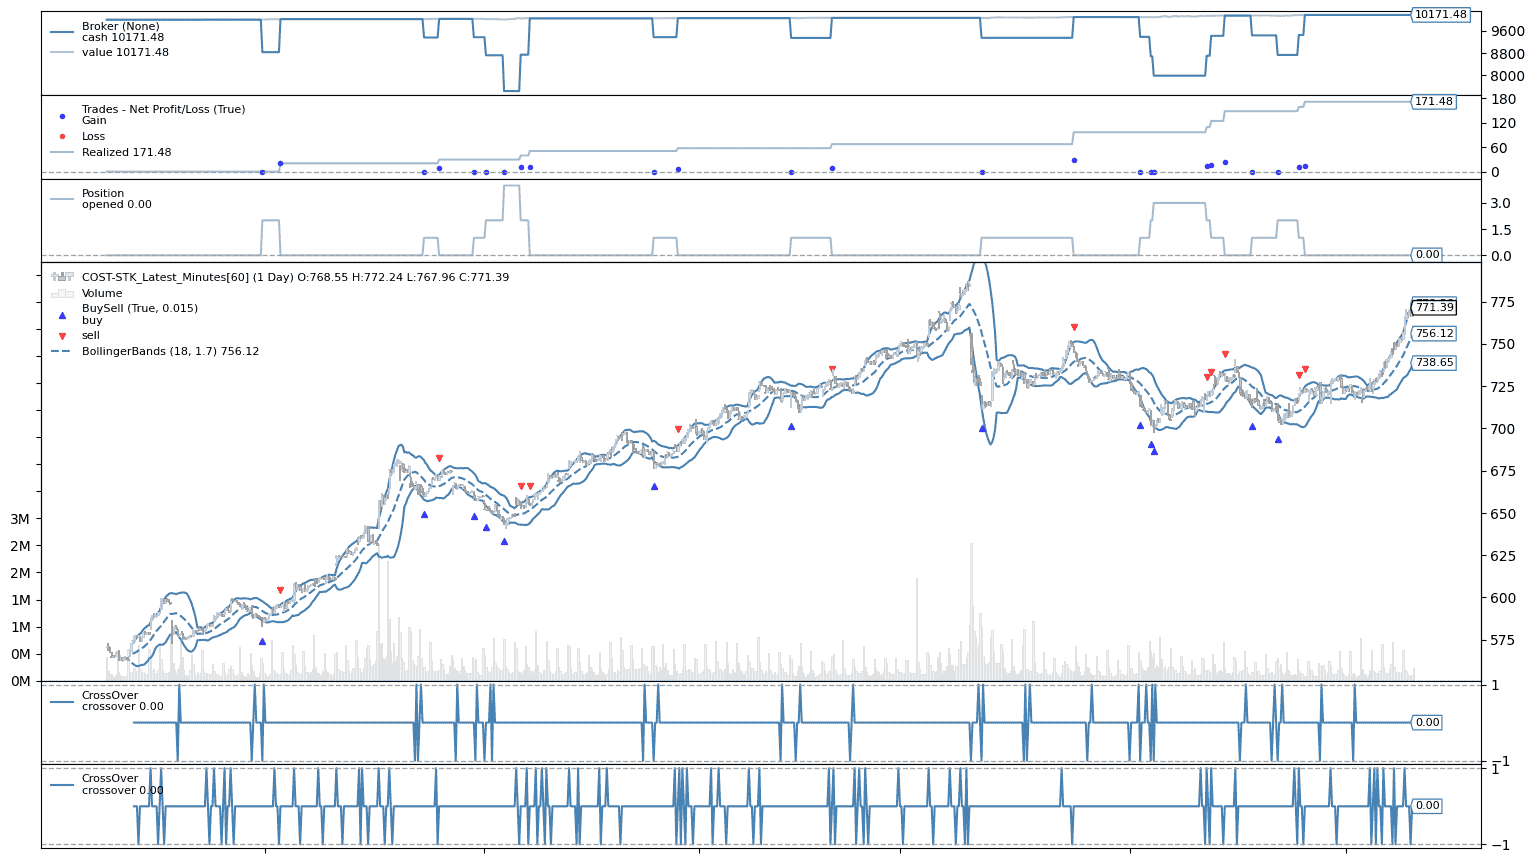 Broker (None)
cash 10171.48
value 10171.48
10171.48
9600
8800
8000
Trades - Net Profit/Loss (True)
Gain
Loss
Realized 171.48
171.48
180
120
60
0
Position
opened 0.00
3.0
1.5
0.0
0.00
COST-STK_Latest_Minutes[60] (1 Day) O:768.55 H:772.24 L:767.96 C:771.39
Volume
BuySell (True, 0.015)
buy
sell
BollingerBands (18, 1.7) 756.12
771.39
756.12
738.65
775
750
725
700
675
650
625
600
575
3M
2M
2M
1M
1M
0M
0M
CrossOver
crossover 0.00
0.00
1
−1
CrossOver
crossover 0.00
0.00
1
−1